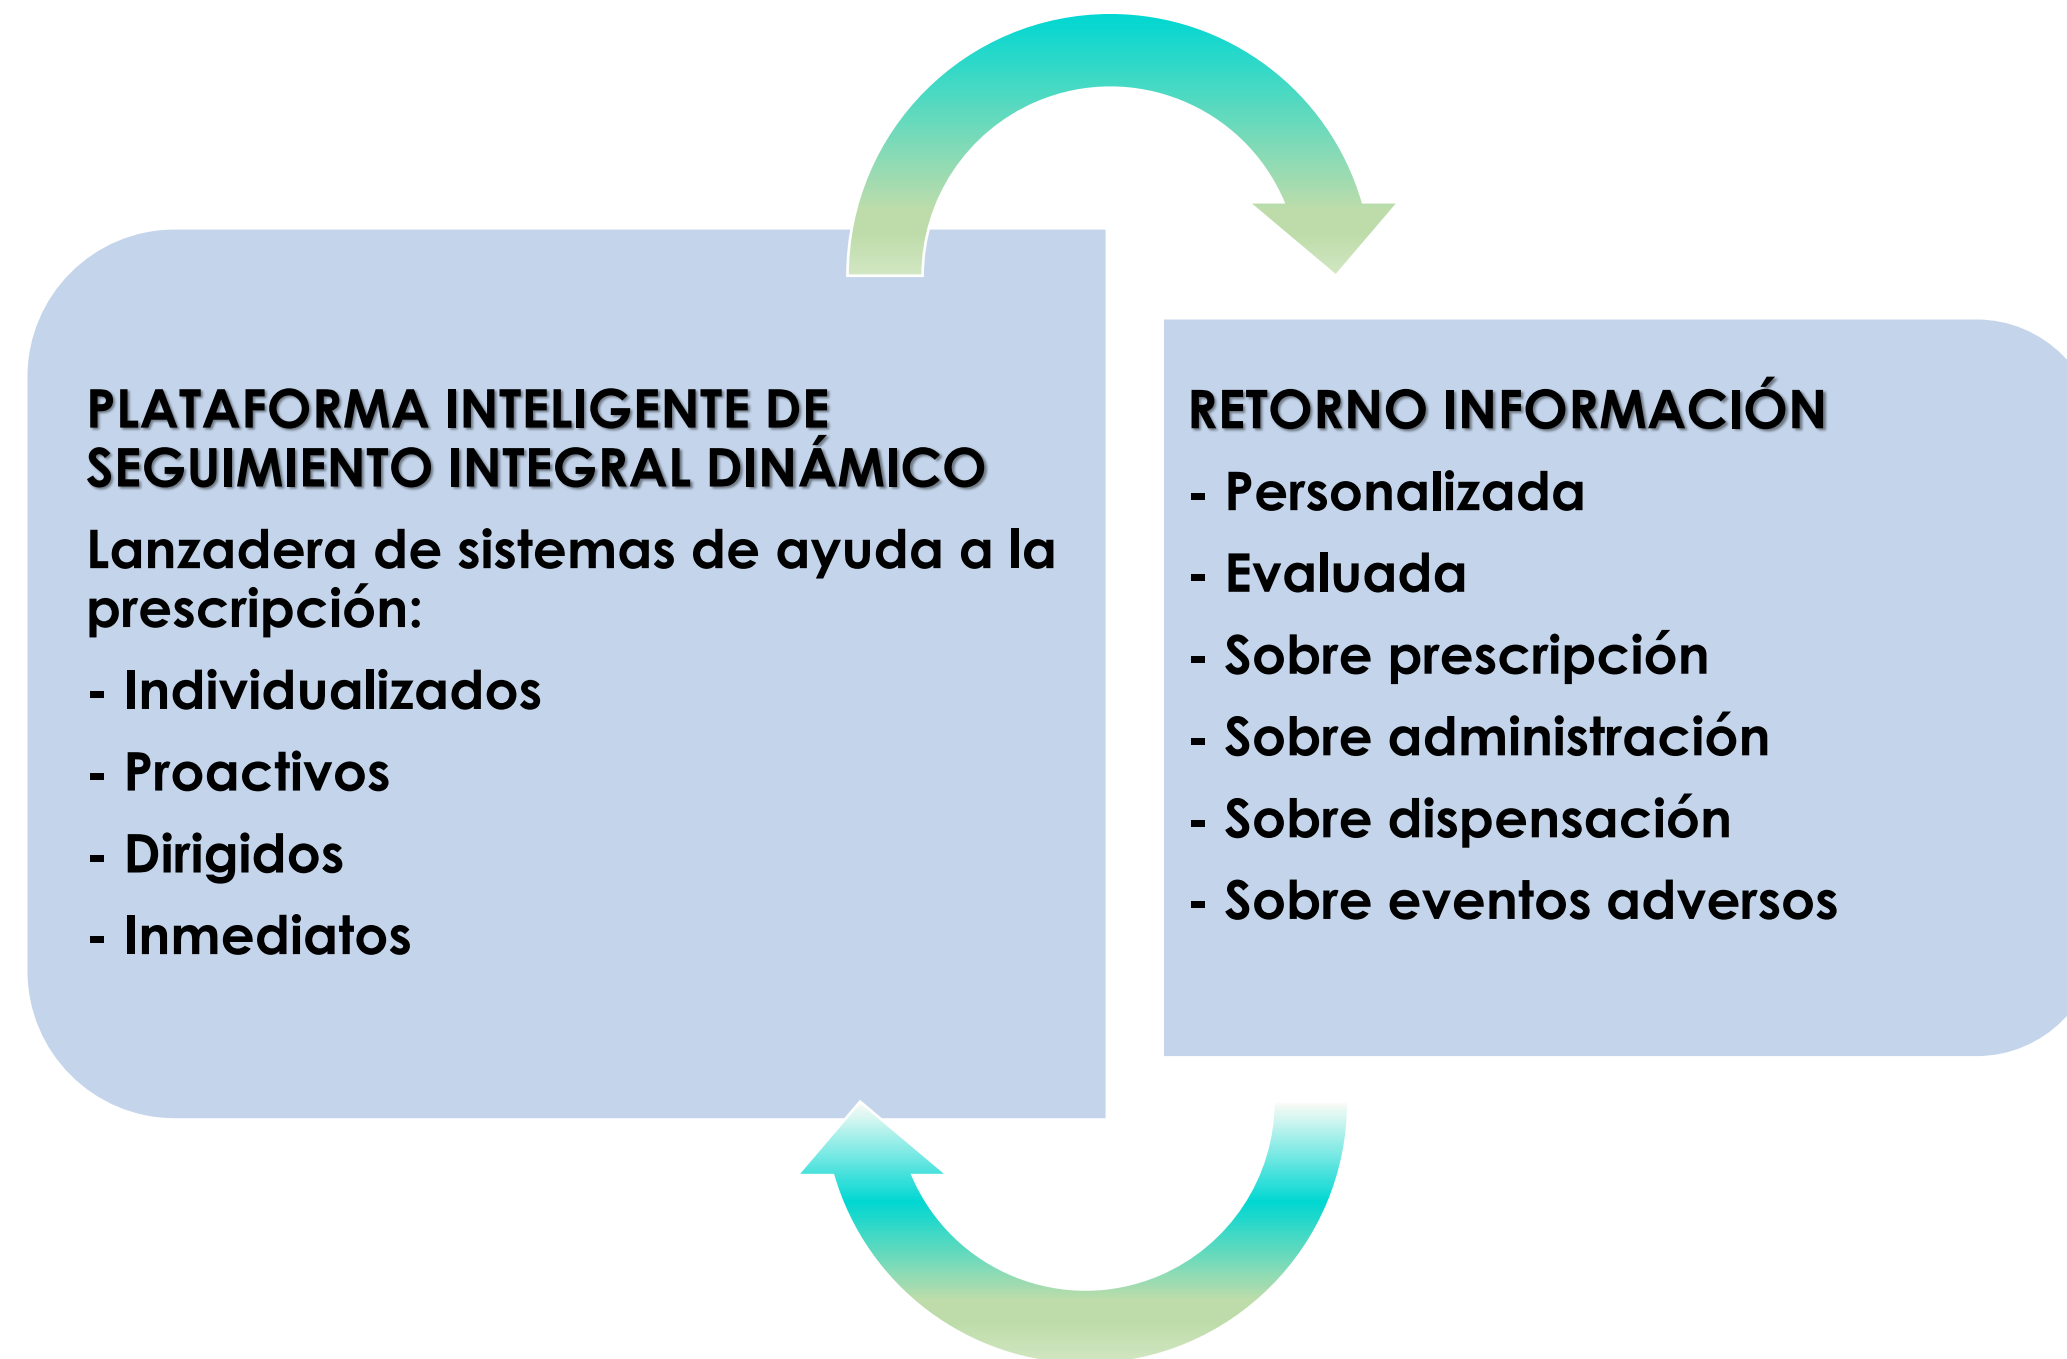 PLATAFORMA INTELIGENTE DE
SEGUIMIENTO INTEGRAL DINÁMICO
Lanzadera de sistemas de ayuda a la
prescripción:
- Individualizados
- Proactivos
- Dirigidos
- Inmediatos
RETORNO INFORMACIÓN
- Personalizada
- Evaluada
- Sobre prescripción
- Sobre administración
- Sobre dispensación
- Sobre eventos adversos